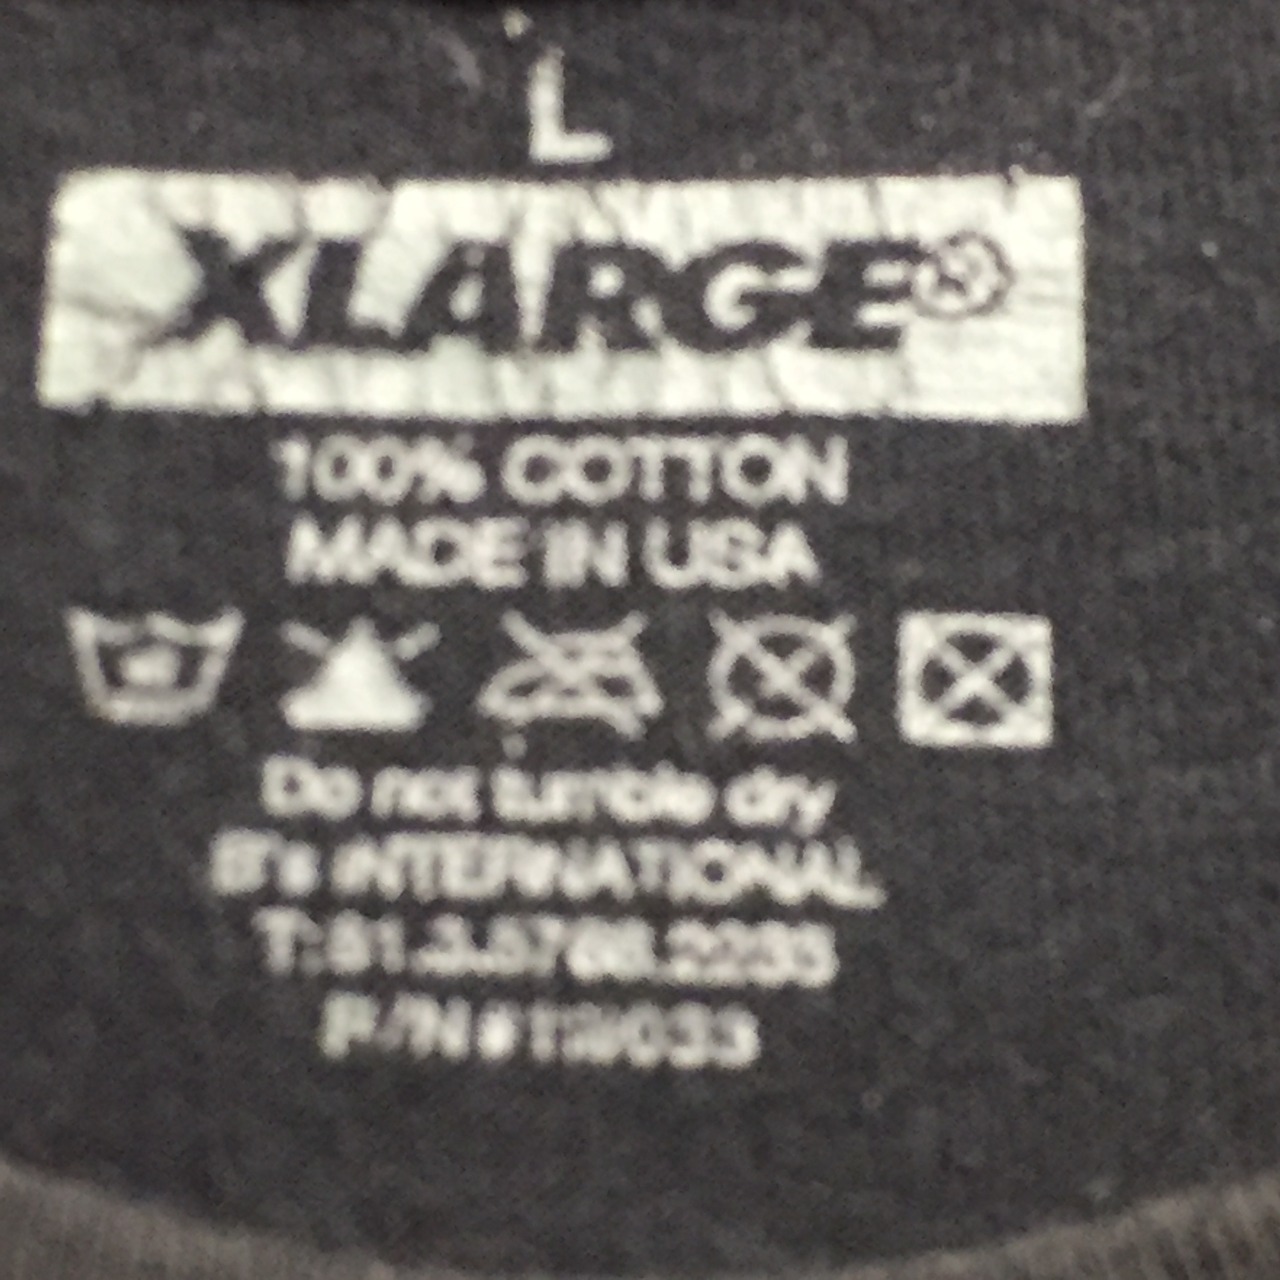 L
XLARGE®
100% COTTON
MADE IN USA
Do not tumble dry
B's INTERNATIONAL